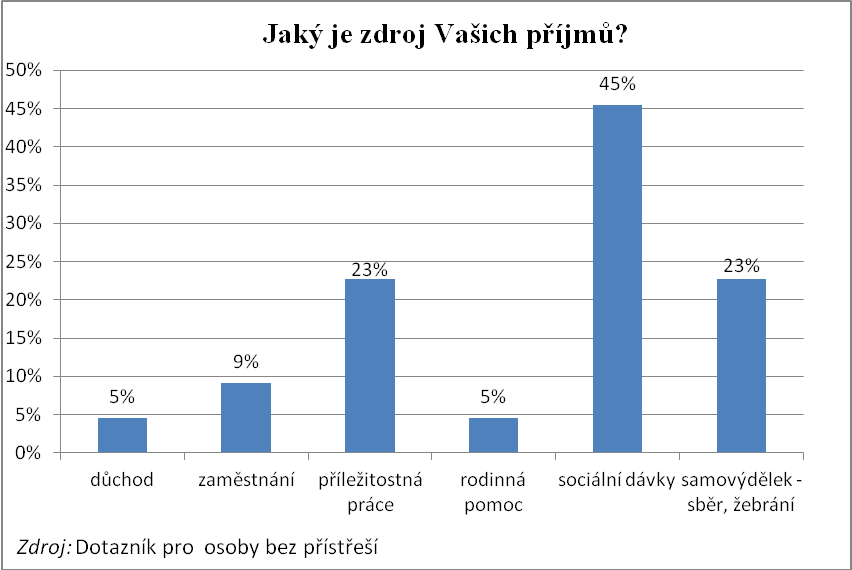 Jaký je zdroj Vašich příjmů?
50%
45%
40%
35%
30%
25%
20%
15%
10%
5%
0%
5%
9%
23%
5%
45%
23%
důchod
zaměstnání
příležitostná
práce
rodinná
pomoc
sociální dávky
samovýdělek -
sběr, žebrání
Zdroj: Dotazník pro osoby bez přístřeší